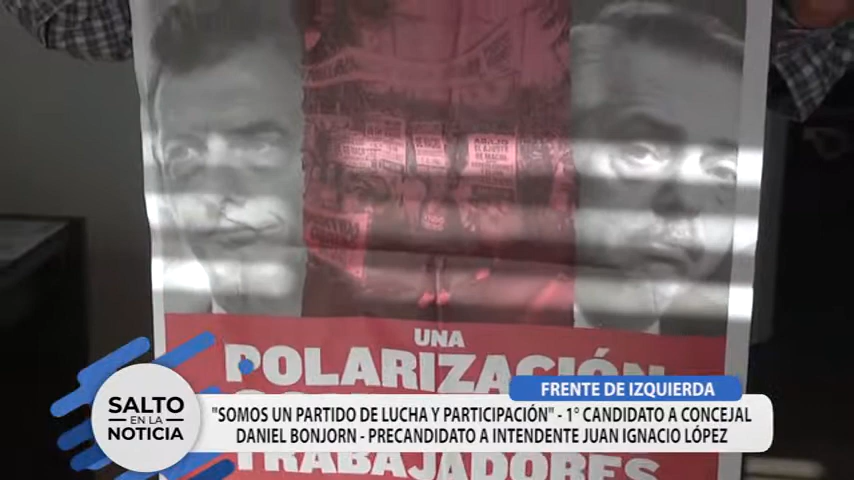 ABAJO
UNA
POLARIZACIÓN
TRABAJADORES
FRENTE DE IZQUIERDA
SALTO
EN LA
NOTICIA
"SOMOS UN PARTIDO DE LUCHA Y PARTICIPACIÓN" - 1° CANDIDATO A CONCEJAL
DANIEL BONJORN - PRECANDIDATO A INTENDENTE JUAN IGNACIO LÓPEZ